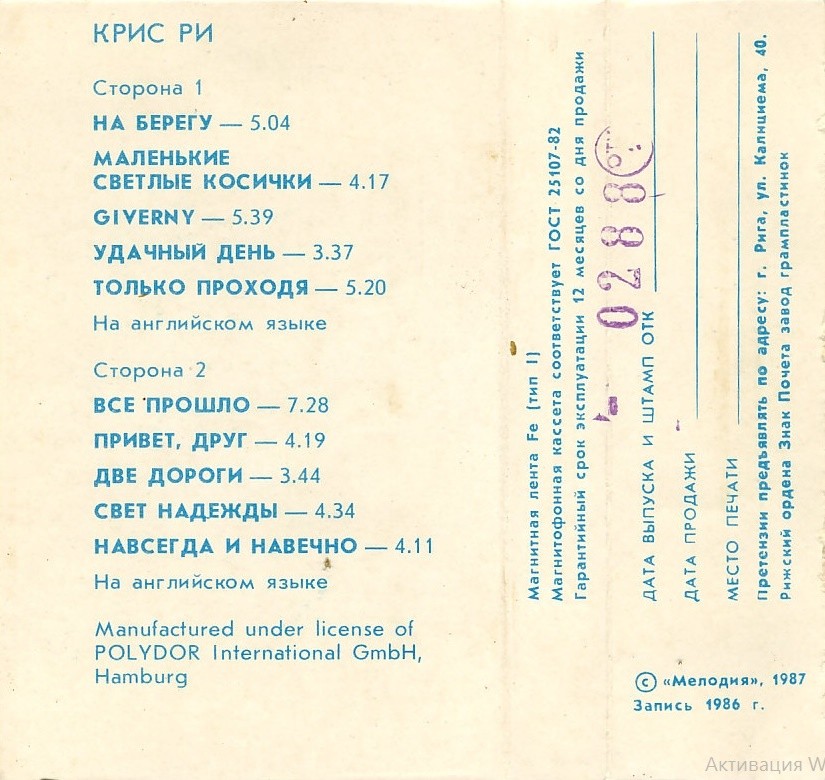 КРИС РИ
Сторона 1
НА БЕРЕГУ — 5.04
МАЛЕНЬКИЕ
СВЕТЛЫЕ КОСИЧКИ — 4.17
GIVERNY — 5.39
УДАЧНЫЙ ДЕНЬ — 3.37
ТОЛЬКО ПРОХОДЯ — 5.20
На английском языке
Сторона 2
ВСЕ ПРОШЛО — 7.28
ПРИВЕТ, ДРУГ — 4.19
ДВЕ ДОРОГИ — 3.44
СВЕТ НАДЕЖДЫ — 4.34
НАВСЕГДА И НАВЕЧНО — 4.11
На английском языке
Manufactured under license of
POLYDOR International GmbH,
Hamburg
Магнитная лента Fe (тип I)
Магнитофонная кассета соответствует ГОСТ 25107-82
Гарантийный срок эксплуатации 12 месяцев со дня продажи
0288
ДАТА ВЫПУСКА И ШТАМП ОТК
ДАТА ПРОДАЖИ
МЕСТО ПЕЧАТИ
Претензии предъявлять по адресу: г. Рига, ул. Калнциема, 40.
Рижский ордена Знак Почета завод грампластинок
© «Мелодия», 1987
Запись 1986 г.
Активация W